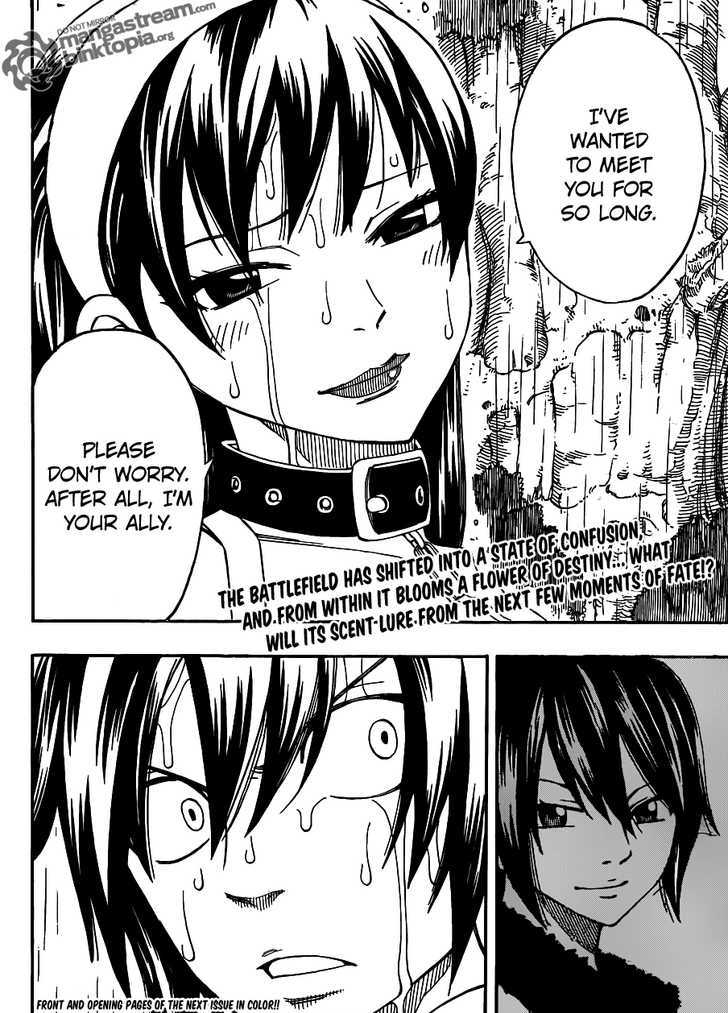 DO NOT MIRROR
mangastream.com
inktopia.org
I'VE
WANTED
TO MEET
YOU FOR
SO LONG.
PLEASE
DON'T WORRY.
AFTER ALL, I'M
YOUR ALLY.
THE BATTLEFIELD HAS SHIFTED INTO A STATE OF CONFUSION,
AND FROM WITHIN IT BLOOMS A FLOWER OF DESTINY... WHAT
WILL ITS SCENT LURE FROM THE NEXT FEW MOMENTS OF FATE!?
FRONT AND OPENING PAGES OF THE NEXT ISSUE IN COLOR!!